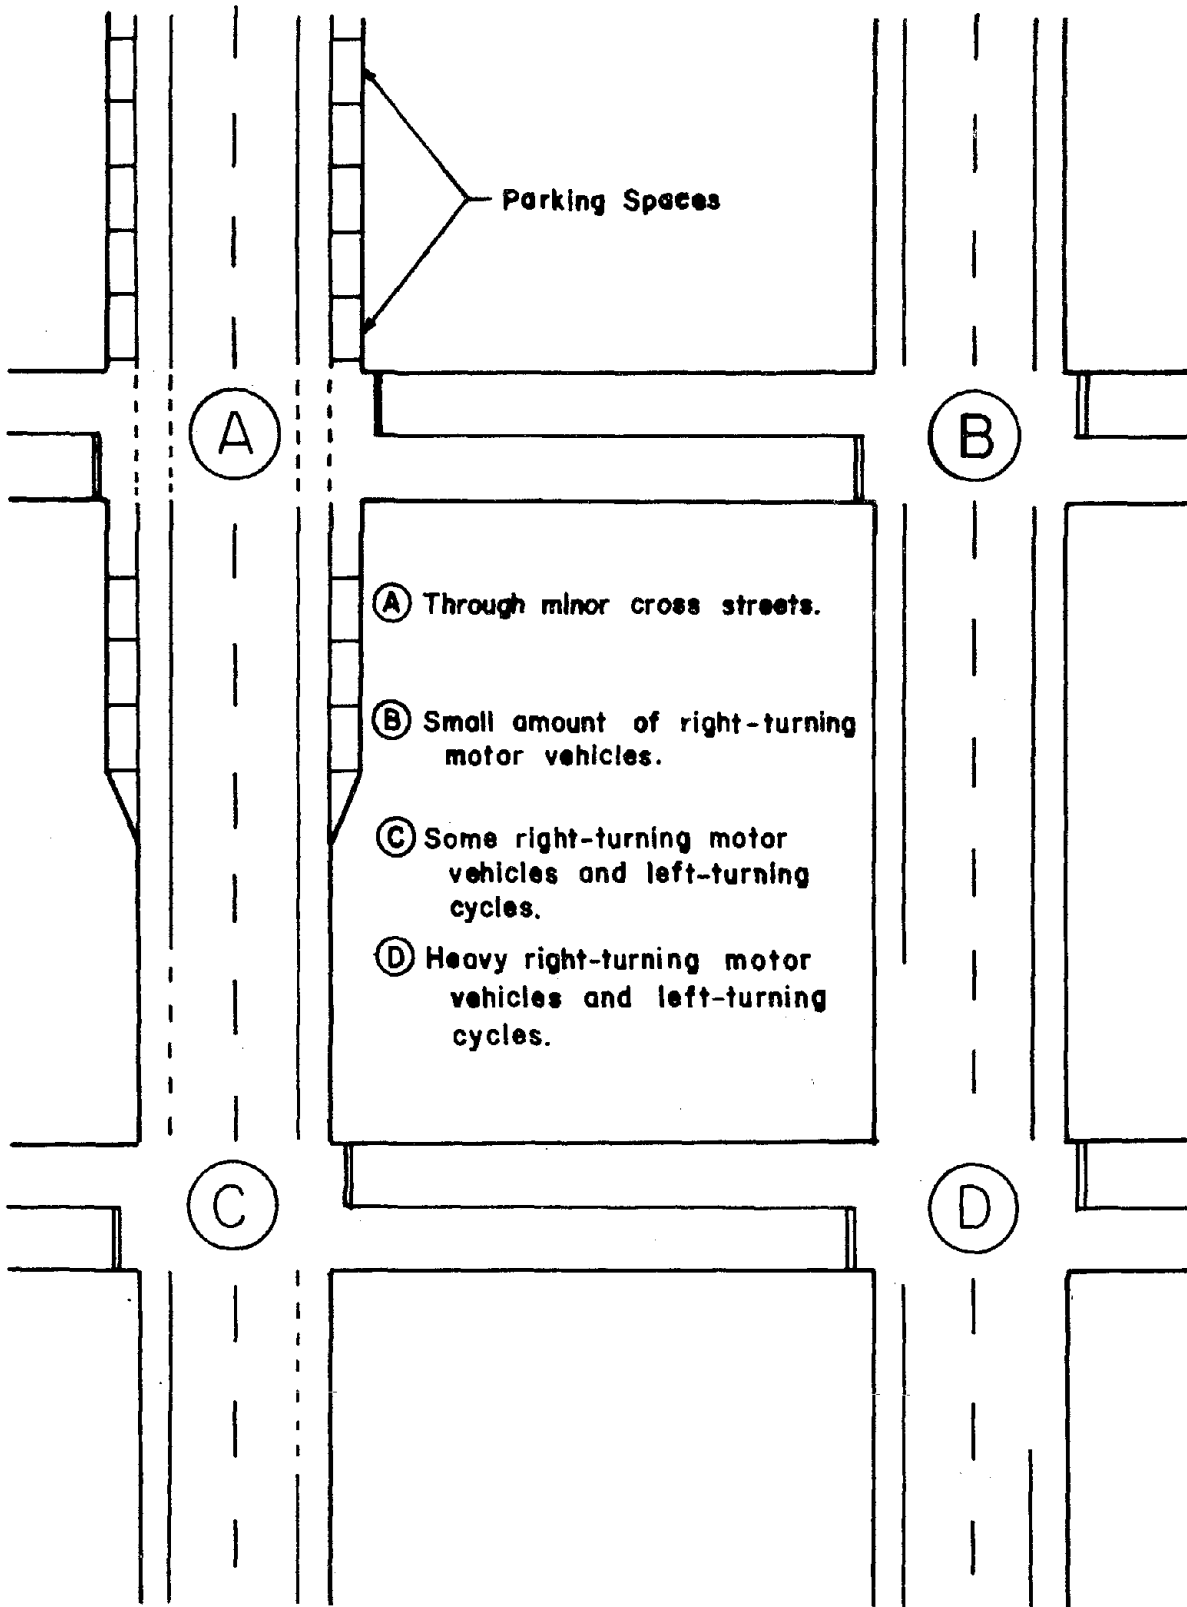 Parking Spaces
A
B
A Through minor cross streets.
B Small amount of right-turning
motor vehicles.
C Some right-turning motor
vehicles and left-turning
cycles.
D Heavy right-turning motor
vehicles and left-turning
cycles.
C
D